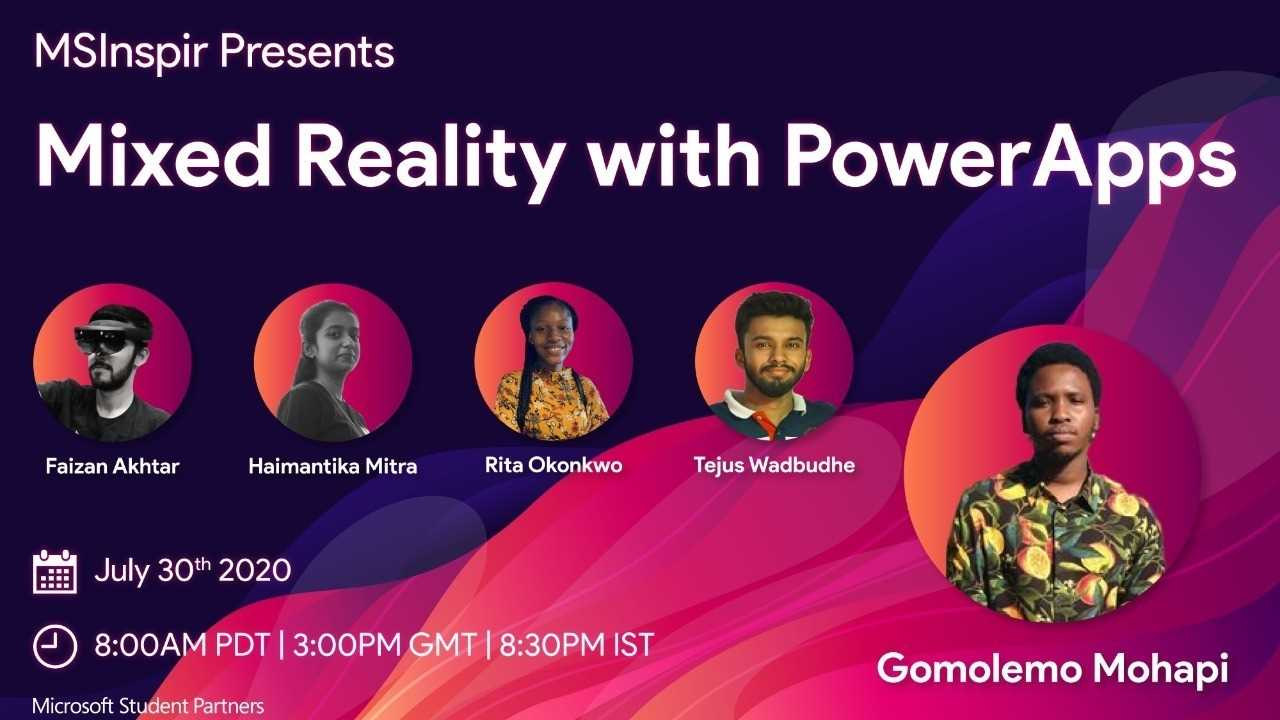 MSInspir Presents
Mixed Reality with PowerApps
Faizan Akhtar
Haimantika Mitra
Rita Okonkwo
Tejus Wadbudhe
Gomolemo Mohapi
July 30th 2020
8:00AM PDT | 3:00PM GMT | 8:30PM IST
Microsoft Student Partners